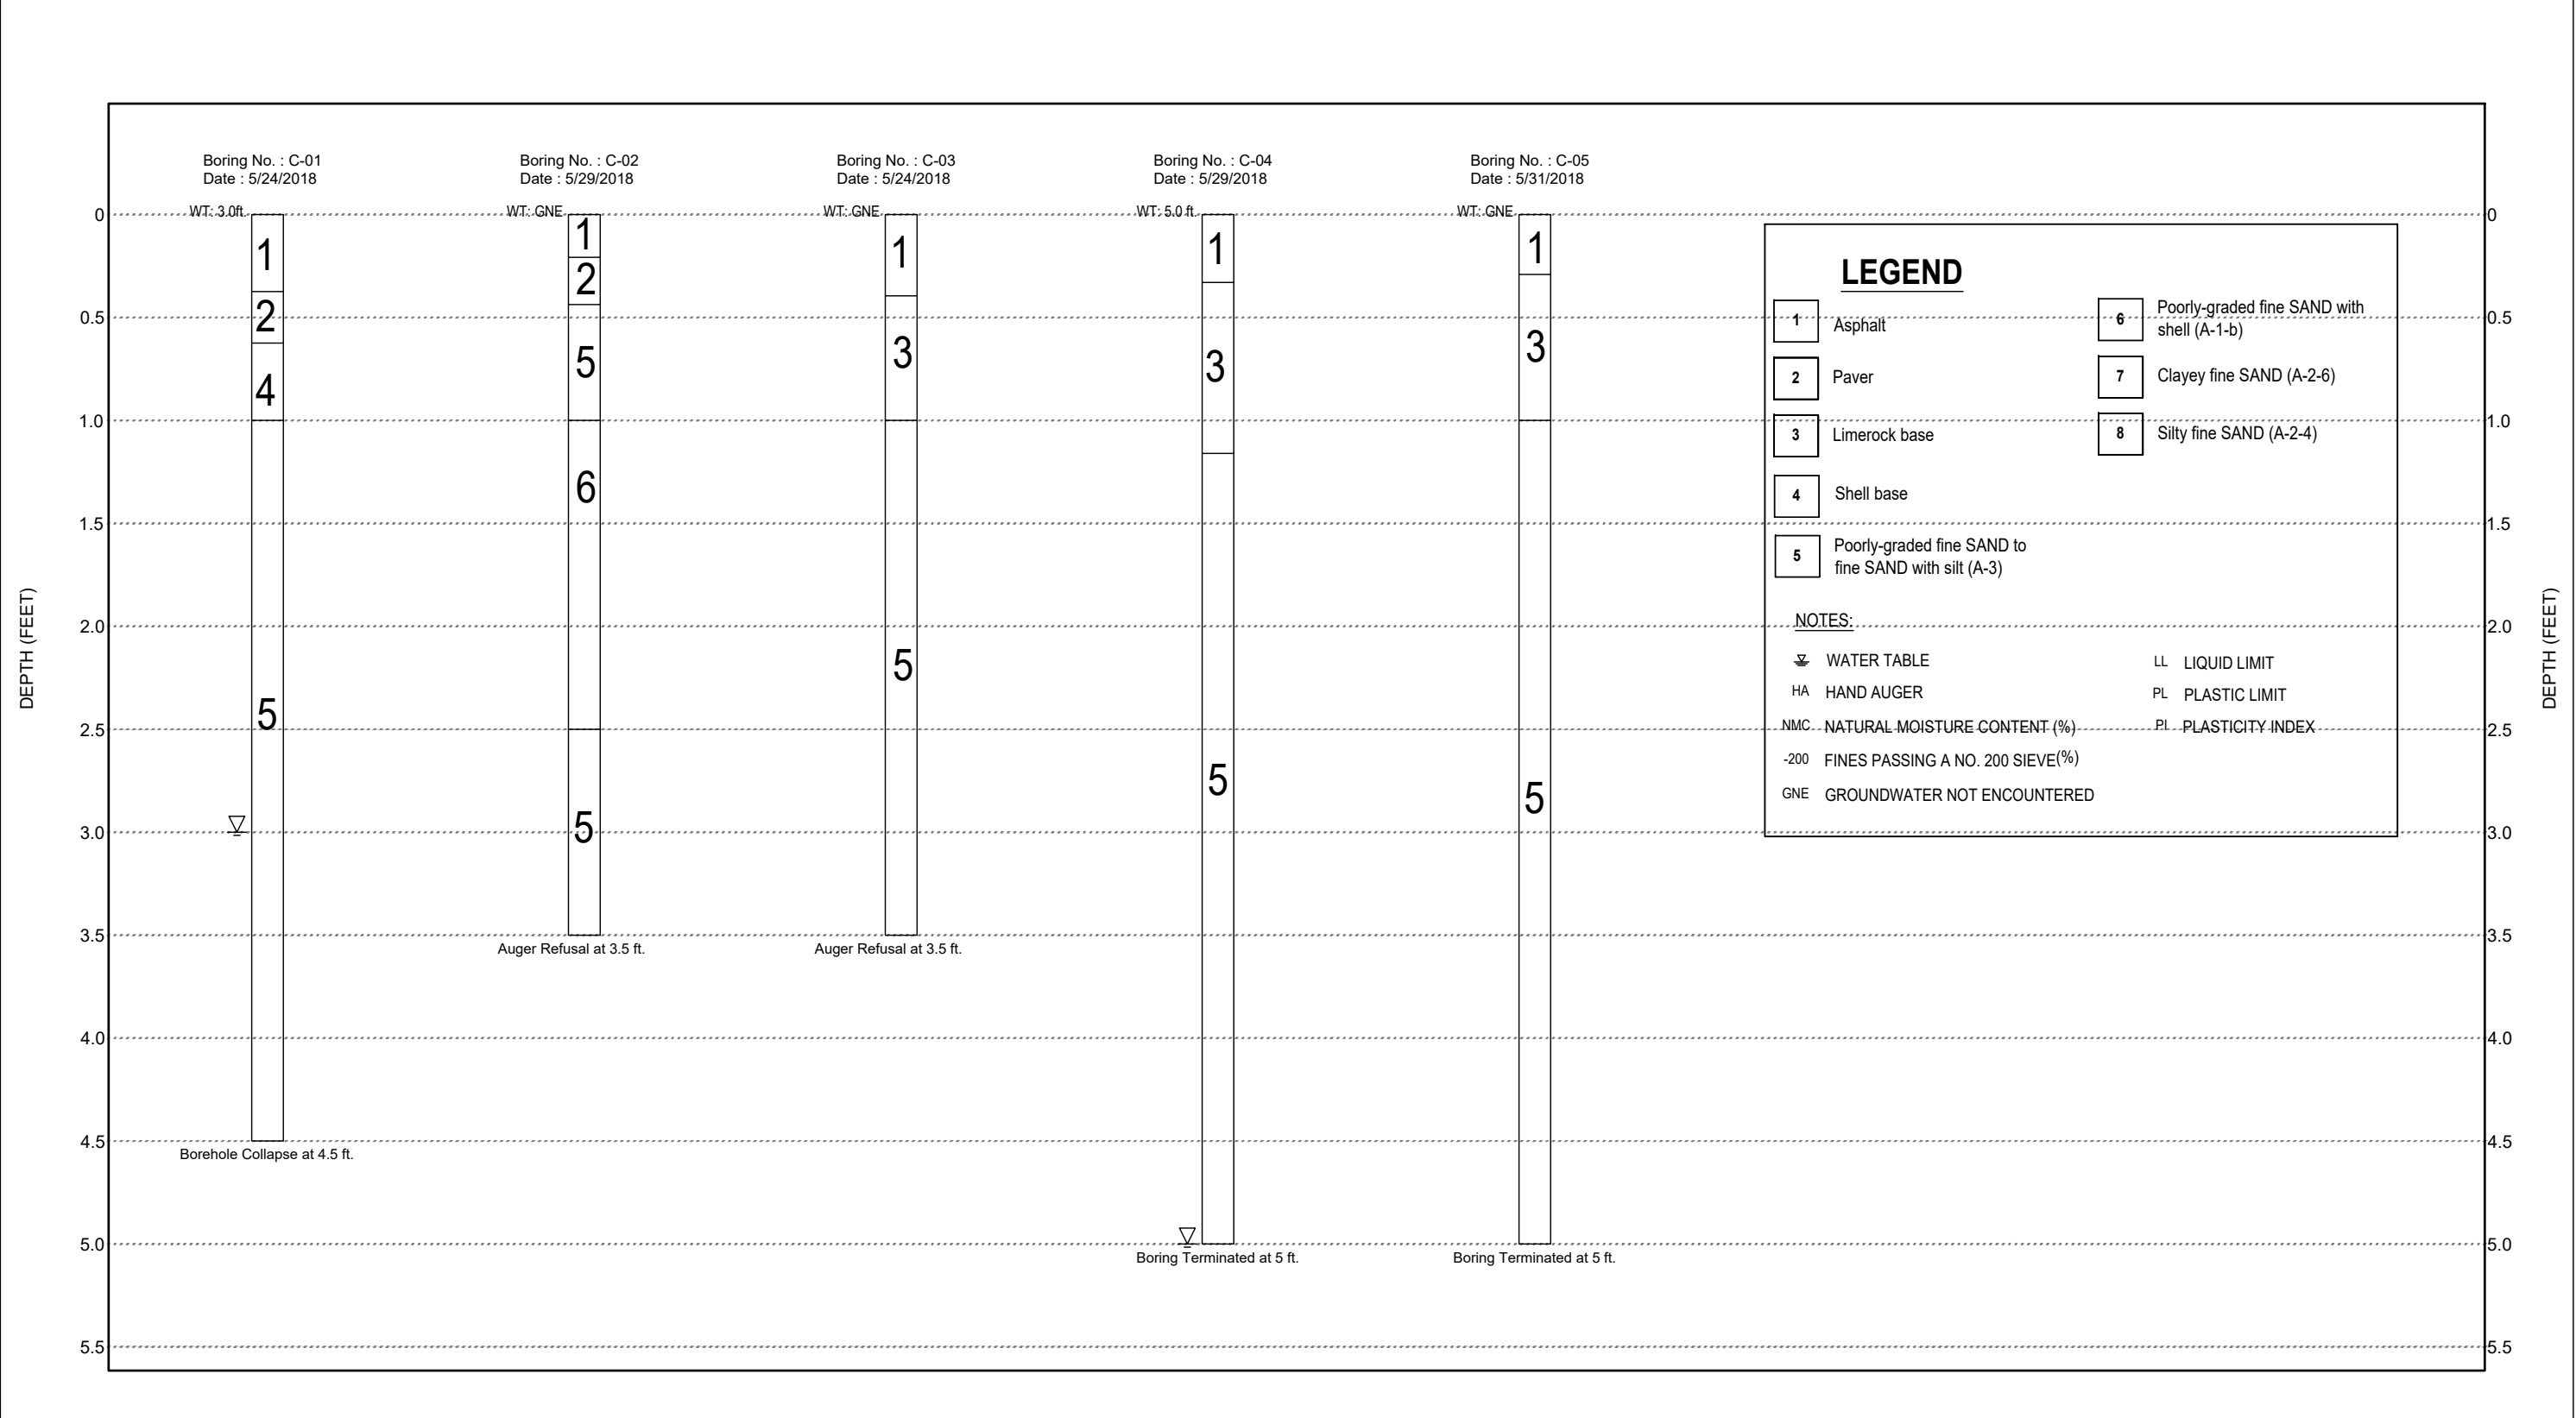 Boring No. : C-01
Date : 5/24/2018
Boring No. : C-02
Date : 5/29/2018
Boring No. : C-03
Date : 5/24/2018
Boring No. : C-04
Date : 5/29/2018
Boring No. : C-05
Date : 5/31/2018
WT: 3.0ft.
WT: GNE
WT: GNE
WT: 5.0 ft.
WT: GNE
DEPTH (FEET)
0
0.5
1.0
1.5
2.0
2.5
3.0
3.5
4.0
4.5
5.0
5.5
1
2
4
5
Borehole Collapse at 4.5 ft.
1
2
5
6
5
Auger Refusal at 3.5 ft.
1
3
5
Auger Refusal at 3.5 ft.
1
3
5
Boring Terminated at 5 ft.
1
3
5
Boring Terminated at 5 ft.
LEGEND
1 Asphalt
2 Paver
3 Limerock base
4 Shell base
5 Poorly-graded fine SAND to
fine SAND with silt (A-3)
6 Poorly-graded fine SAND with
shell (A-1-b)
7 Clayey fine SAND (A-2-6)
8 Silty fine SAND (A-2-4)
NOTES:
WATER TABLE
HA HAND AUGER
NMC NATURAL MOISTURE CONTENT (%)
-200 FINES PASSING A NO. 200 SIEVE(%)
GNE GROUNDWATER NOT ENCOUNTERED
LL LIQUID LIMIT
PL PLASTIC LIMIT
PI PLASTICITY INDEX
0
0.5
1.0
1.5
2.0
2.5
3.0
3.5
4.0
4.5
5.0
5.5
DEPTH (FEET)